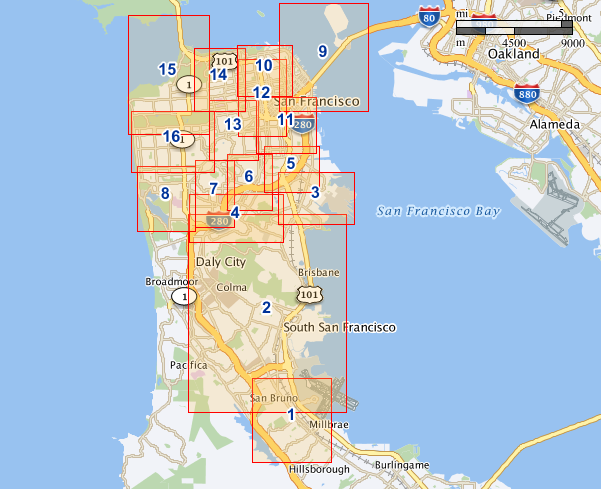 mi 5
m 4500 9000
Piedmont
80
Oakland
880
Alameda
9
15
14
101
10
1
12
San Francisco
16
1
13
11
280
5
6
7
8
3
4
280
San Francisco Bay
Daly City
Brisbane
Broadmoor
Colma
1
101
2
South San Francisco
Pacifica
San Bruno
1
Millbrae
Hillsborough
Burlingame